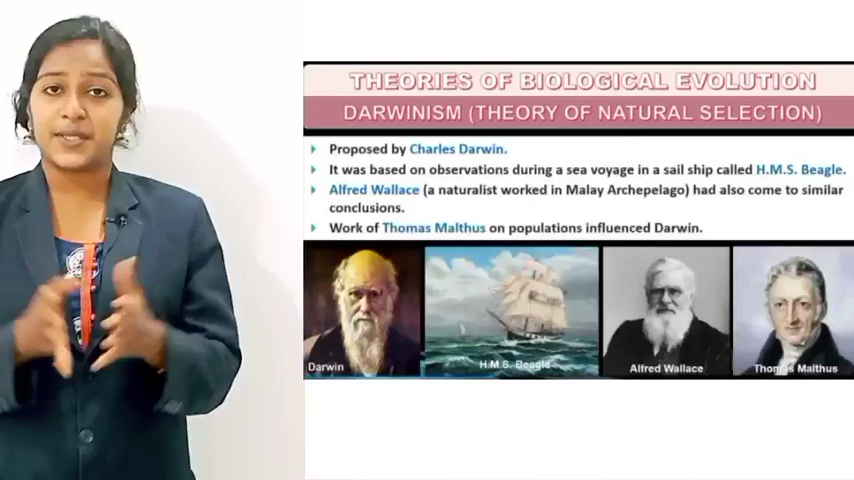 THEORIES OF BIOLOGICAL EVOLUTION
DARWINISM (THEORY OF NATURAL SELECTION)
Proposed by Charles Darwin.
It was based on observations during a sea voyage in a sail ship called H.M.S. Beagle.
Alfred Wallace (a naturalist worked in Malay Archepelago) had also come to similar
conclusions.
Work of Thomas Malthus on populations influenced Darwin.
Darwin
H.M.S. Beagle
Alfred Wallace
Thomas Malthus